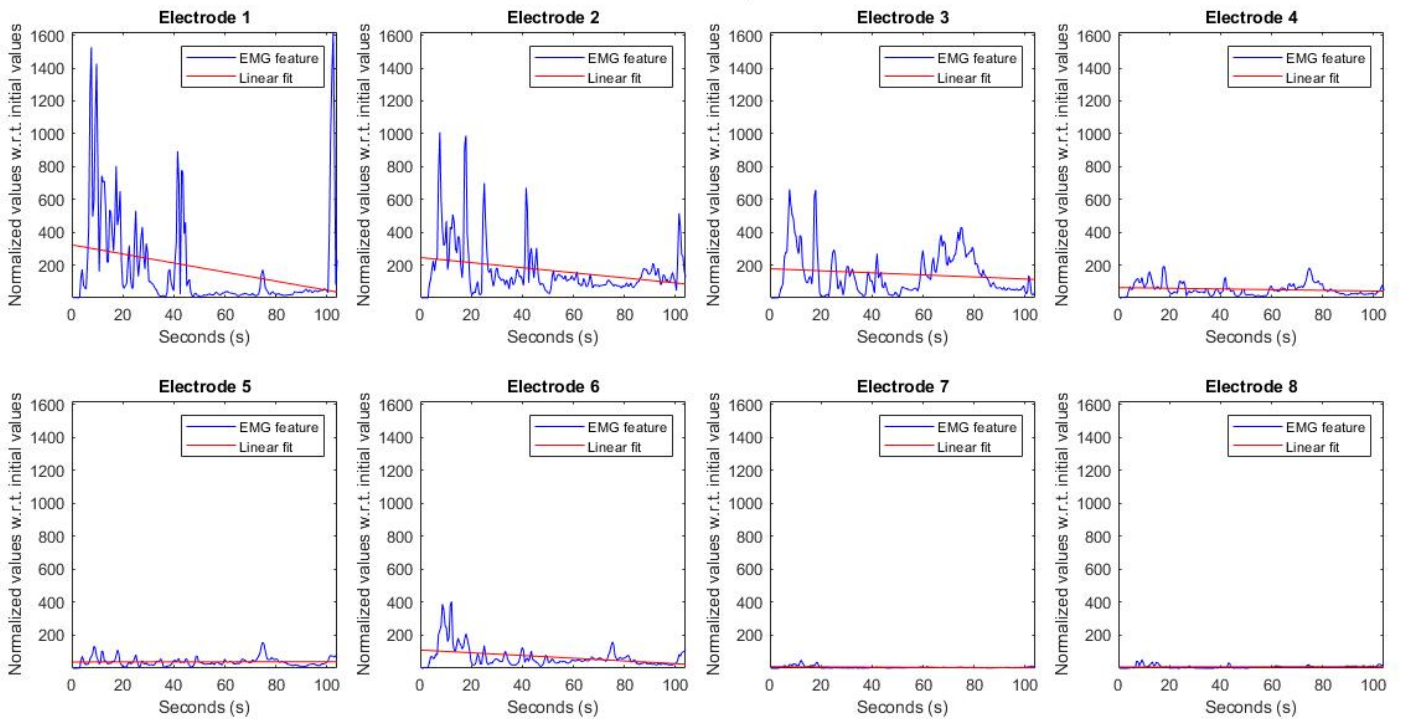 Electrode 1
Normalized values w.r.t. initial values
1600
1400
1200
1000
800
600
400
200
EMG feature
Linear fit
0 20 40 60 80 100
Seconds (s)
Electrode 2
Normalized values w.r.t. initial values
1600
1400
1200
1000
800
600
400
200
EMG feature
Linear fit
0 20 40 60 80 100
Seconds (s)
Electrode 3
Normalized values w.r.t. initial values
1600
1400
1200
1000
800
600
400
200
EMG feature
Linear fit
0 20 40 60 80 100
Seconds (s)
Electrode 4
Normalized values w.r.t. initial values
1600
1400
1200
1000
800
600
400
200
EMG feature
Linear fit
0 20 40 60 80 100
Seconds (s)
Electrode 5
Normalized values w.r.t. initial values
1600
1400
1200
1000
800
600
400
200
EMG feature
Linear fit
0 20 40 60 80 100
Seconds (s)
Electrode 6
Normalized values w.r.t. initial values
1600
1400
1200
1000
800
600
400
200
EMG feature
Linear fit
0 20 40 60 80 100
Seconds (s)
Electrode 7
Normalized values w.r.t. initial values
1600
1400
1200
1000
800
600
400
200
EMG feature
Linear fit
0 20 40 60 80 100
Seconds (s)
Electrode 8
Normalized values w.r.t. initial values
1600
1400
1200
1000
800
600
400
200
EMG feature
Linear fit
0 20 40 60 80 100
Seconds (s)